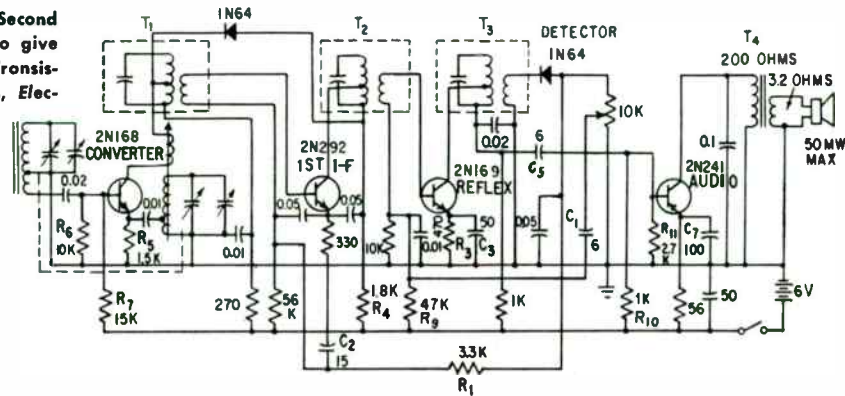 Second
o give
ransis-
, Elec-
T1
1N64
T2
T3
DETECTOR
1N64
T4
200 OHMS
3.2 OHMS
10K
50 MW
MAX
2N168
CONVERTER
0.02
0.01
R6
10K
R5
1.5K
0.01
2N292
1ST I-F
0.05
0.05
330
10K
0.02
6
C5
2N169
REFLEX
0.01
R3
50
C3
0.05
C1
6
2N241
AUDIO
R11
2.7
K
C7
100
0.1
6V
R7
15K
270
56
K
1.8K
R4
47K
R9
1K
1K
R10
56
50
C2
15
3.3K
R1